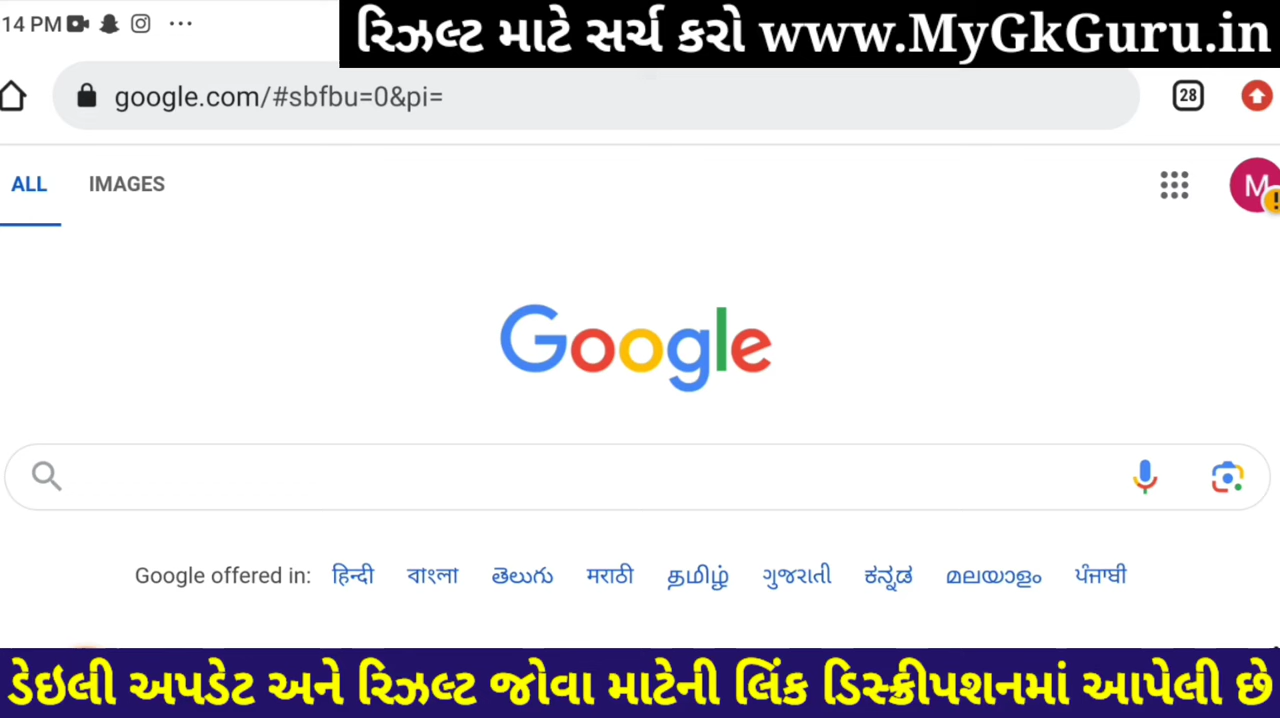 14 PM ...
રિઝલ્ટ માટે સર્ચ કરો www.MyGkGuru.in
google.com/#sbfbu=0&pi=
28
ALL IMAGES
M
Google
Google offered in: हिन्दी বাংলা తెలుగు मराठी தமிழ் ગુજરાતી ಕನ್ನಡ മലയാളം ਪੰਜਾਬੀ
ડેઇલી અપડેટ અને રિઝલ્ટ જોવા માટેની લિંક ડિસ્ક્રીપશનમાં આપેલી છે